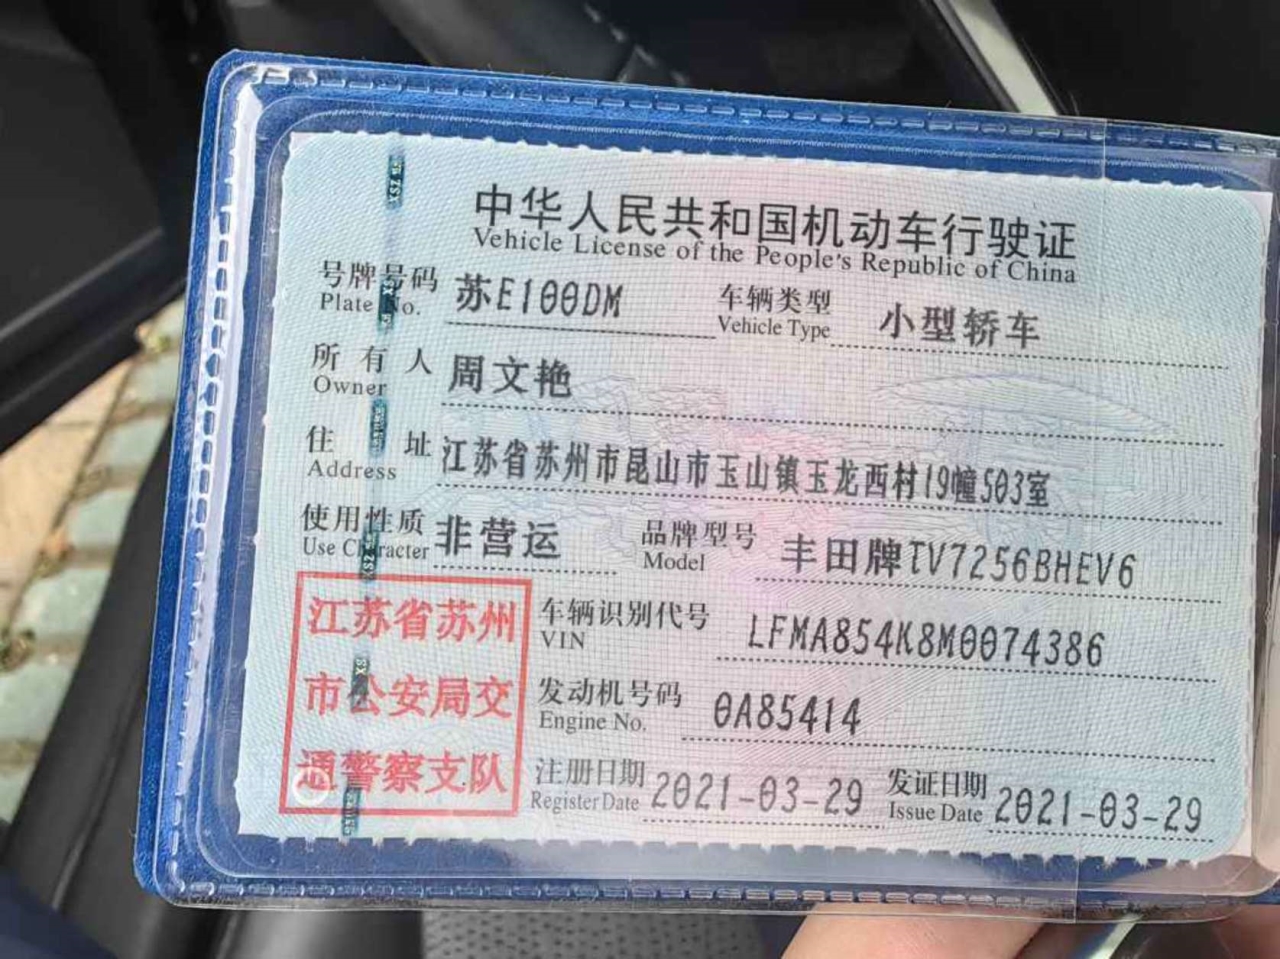 中华人民共和国机动车行驶证
Vehicle License of the People's Republic of China
号牌号码 苏E100DM 车辆类型 小型轿车
Plate No. Vehicle Type
所有人 周文艳
Owner
住址 江苏省苏州市昆山市玉山镇玉龙西村19幢503室
Address
使用性质 非营运 品牌型号 丰田牌TV7256BHEV6
Use Character Model
江苏省苏州
市公安局交
通警察支队
车辆识别代号 LFMA854K8M0074386
VIN
发动机号码 0A85414
Engine No.
注册日期 2021-03-29 发证日期 2021-03-29
Register Date Issue Date